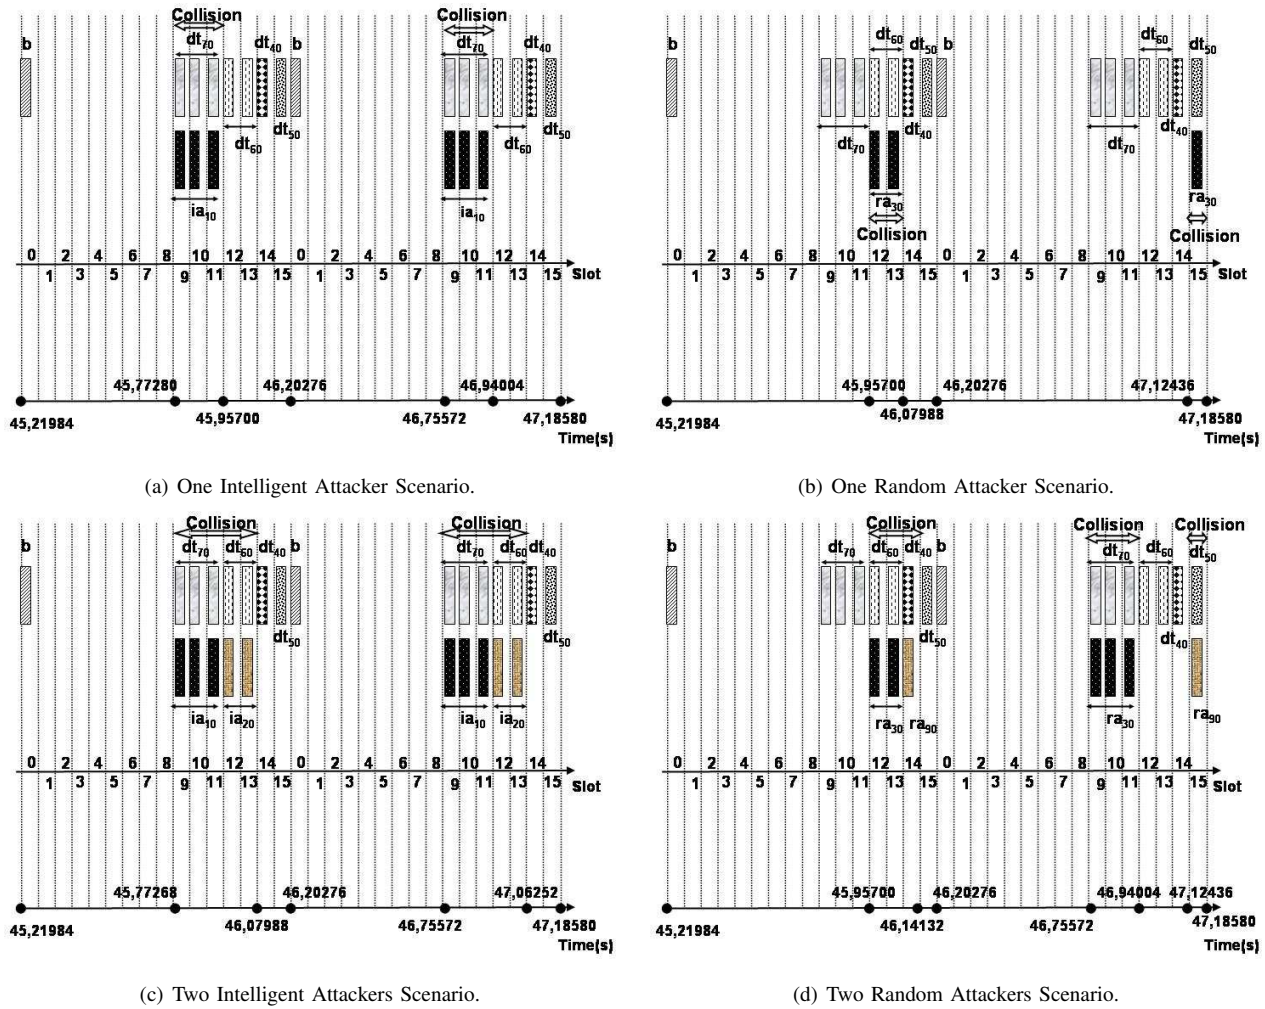 Collision Collision
b dt70 dt40 b dt70 dt40
dt50 dt50
dt60 dt60
ia10 ia10
0 2 4 6 8 10 12 14 0 2 4 6 8 10 12 14
1 3 5 7 9 11 13 15 1 3 5 7 9 11 13 15 Slot
45,77280 46,20276 46,94004
45,21984 45,95700 46,75572 47,18580
Time(s)
(a) One Intelligent Attacker Scenario.
dt60 dt60
b dt50 b dt50
dt40 dt40
dt70 dt70
ra30 ra30
Collision Collision
0 2 4 6 8 10 12 14 0 2 4 6 8 10 12 14
1 3 5 7 9 11 13 15 1 3 5 7 9 11 13 15 Slot
45,95700 46,20276 47,12436
45,21984 46,07988 47,18580
Time(s)
(b) One Random Attacker Scenario.
Collision Collision
b dt70 dt60 dt40 b dt70 dt60 dt40
dt50 dt50
ia10 ia20 ia10 ia20
0 2 4 6 8 10 12 14 0 2 4 6 8 10 12 14
1 3 5 7 9 11 13 15 1 3 5 7 9 11 13 15 Slot
45,77268 46,20276 47,06252
45,21984 46,07988 46,75572 47,18580
Time(s)
(c) Two Intelligent Attackers Scenario.
Collision Collision Collision
b dt70 dt60 dt40 b dt70 dt60 dt50
dt50 dt40
ra30 ra90 ra30 ra90
0 2 4 6 8 10 12 14 0 2 4 6 8 10 12 14
1 3 5 7 9 11 13 15 1 3 5 7 9 11 13 15 Slot
45,95700 46,20276 46,94004 47,12436
45,21984 46,14132 46,75572 47,18580
Time(s)
(d) Two Random Attackers Scenario.